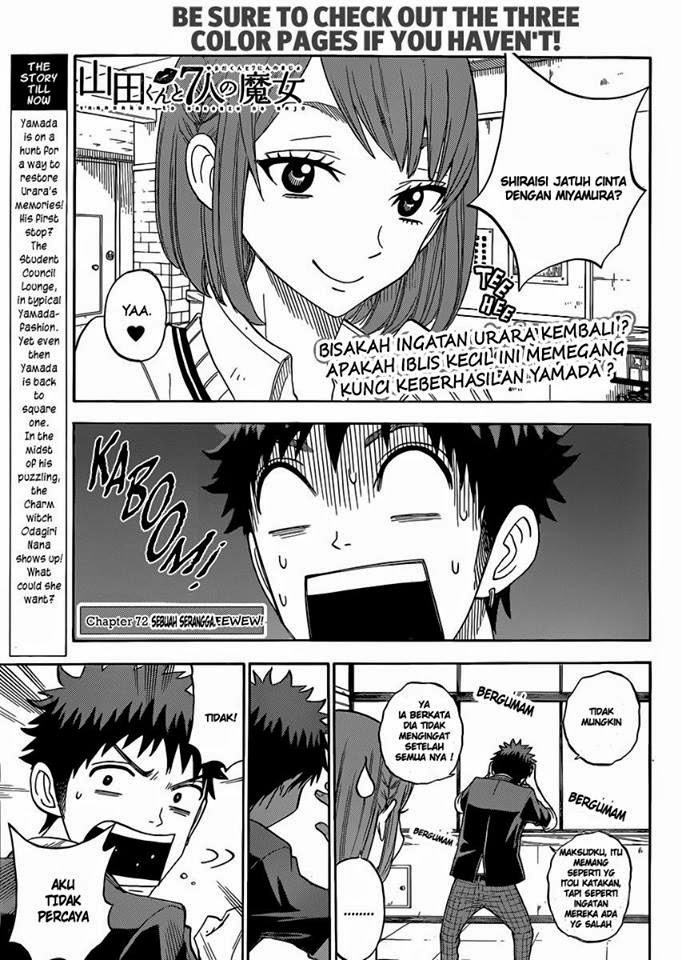 BE SURE TO CHECK OUT THE THREE
COLOR PAGES IF YOU HAVEN'T!
THE
STORY
TILL
NOW
Yamada
is on a
hunt for
a way to
restore
Urara's
memories!
His first
stop?
The
Student
Council
Lounge,
in typical
Yamada-
fashion.
Yet even
then
Yamada
is back
to
square
one.
In the
midst
of his
puzzling,
the
Charm
witch
Odagiri
Nana
shows up!
What
could she
want?
山田くんと7人の魔女
SHIRAISI JATUH CINTA
DENGAN MIYAMURA?
TEE
HEE
YAA.
♥
BISAKAH INGATAN URARA KEMBALI ?
APAKAH IBLIS KECIL INI MEMEGANG
KUNCI KEBERHASILAN YAMADA ?
KABOOM!
Chapter 72 SEBUAH SERANGGA.EEWEW!
TIDAK!
AKU
TIDAK
PERCAYA
TIDAK
MUNGKIN
BERGUMAM
YA
IA BERKATA
DIA TIDAK
MENGINGAT
SETELAH
SEMUA NYA !
BERGUMAM
BERGUMAM
MAKSUDKU, ITU
MEMANG
SEPERTI YG
ITOU KATAKAN,
TAPI SEPERTI
INGATAN
MEREKA ADA
YG SALAH
.........